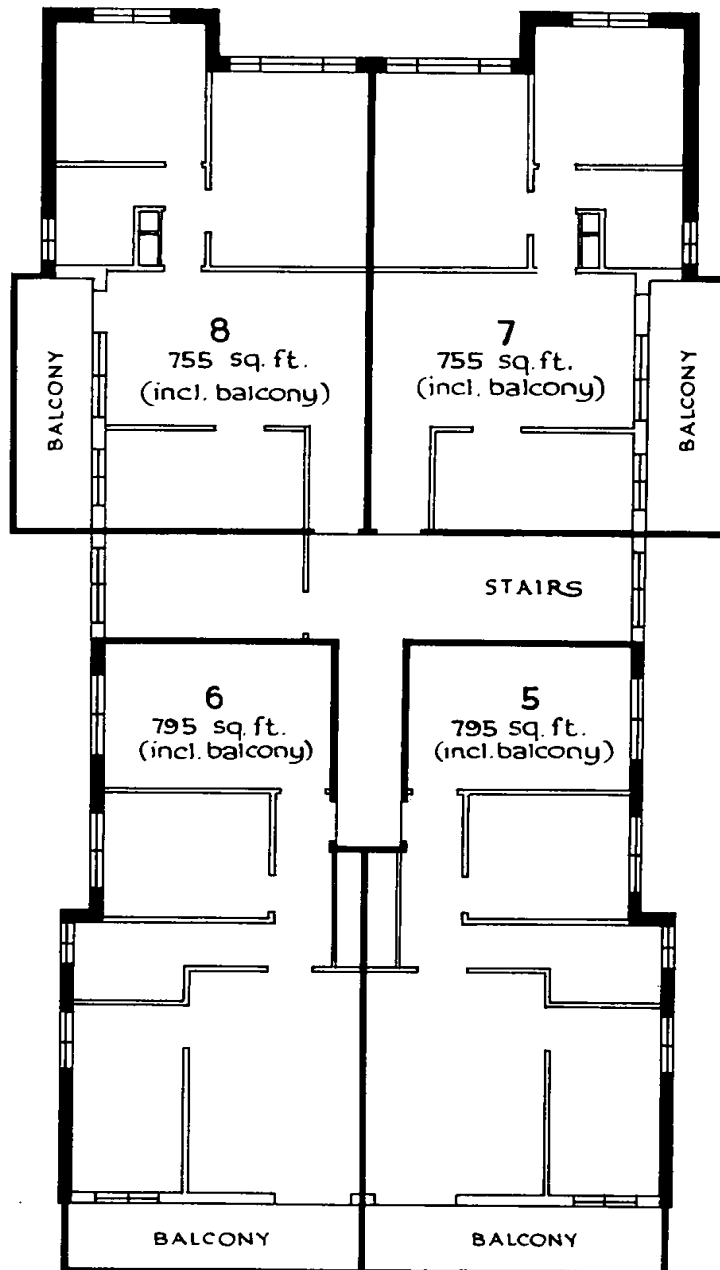 8
755 sq. ft.
(incl. balcony)
BALCONY
7
755 sq. ft.
(incl. balcony)
BALCONY
STAIRS
6
795 sq. ft.
(incl. balcony)
5
795 sq. ft.
(incl. balcony)
BALCONY
BALCONY